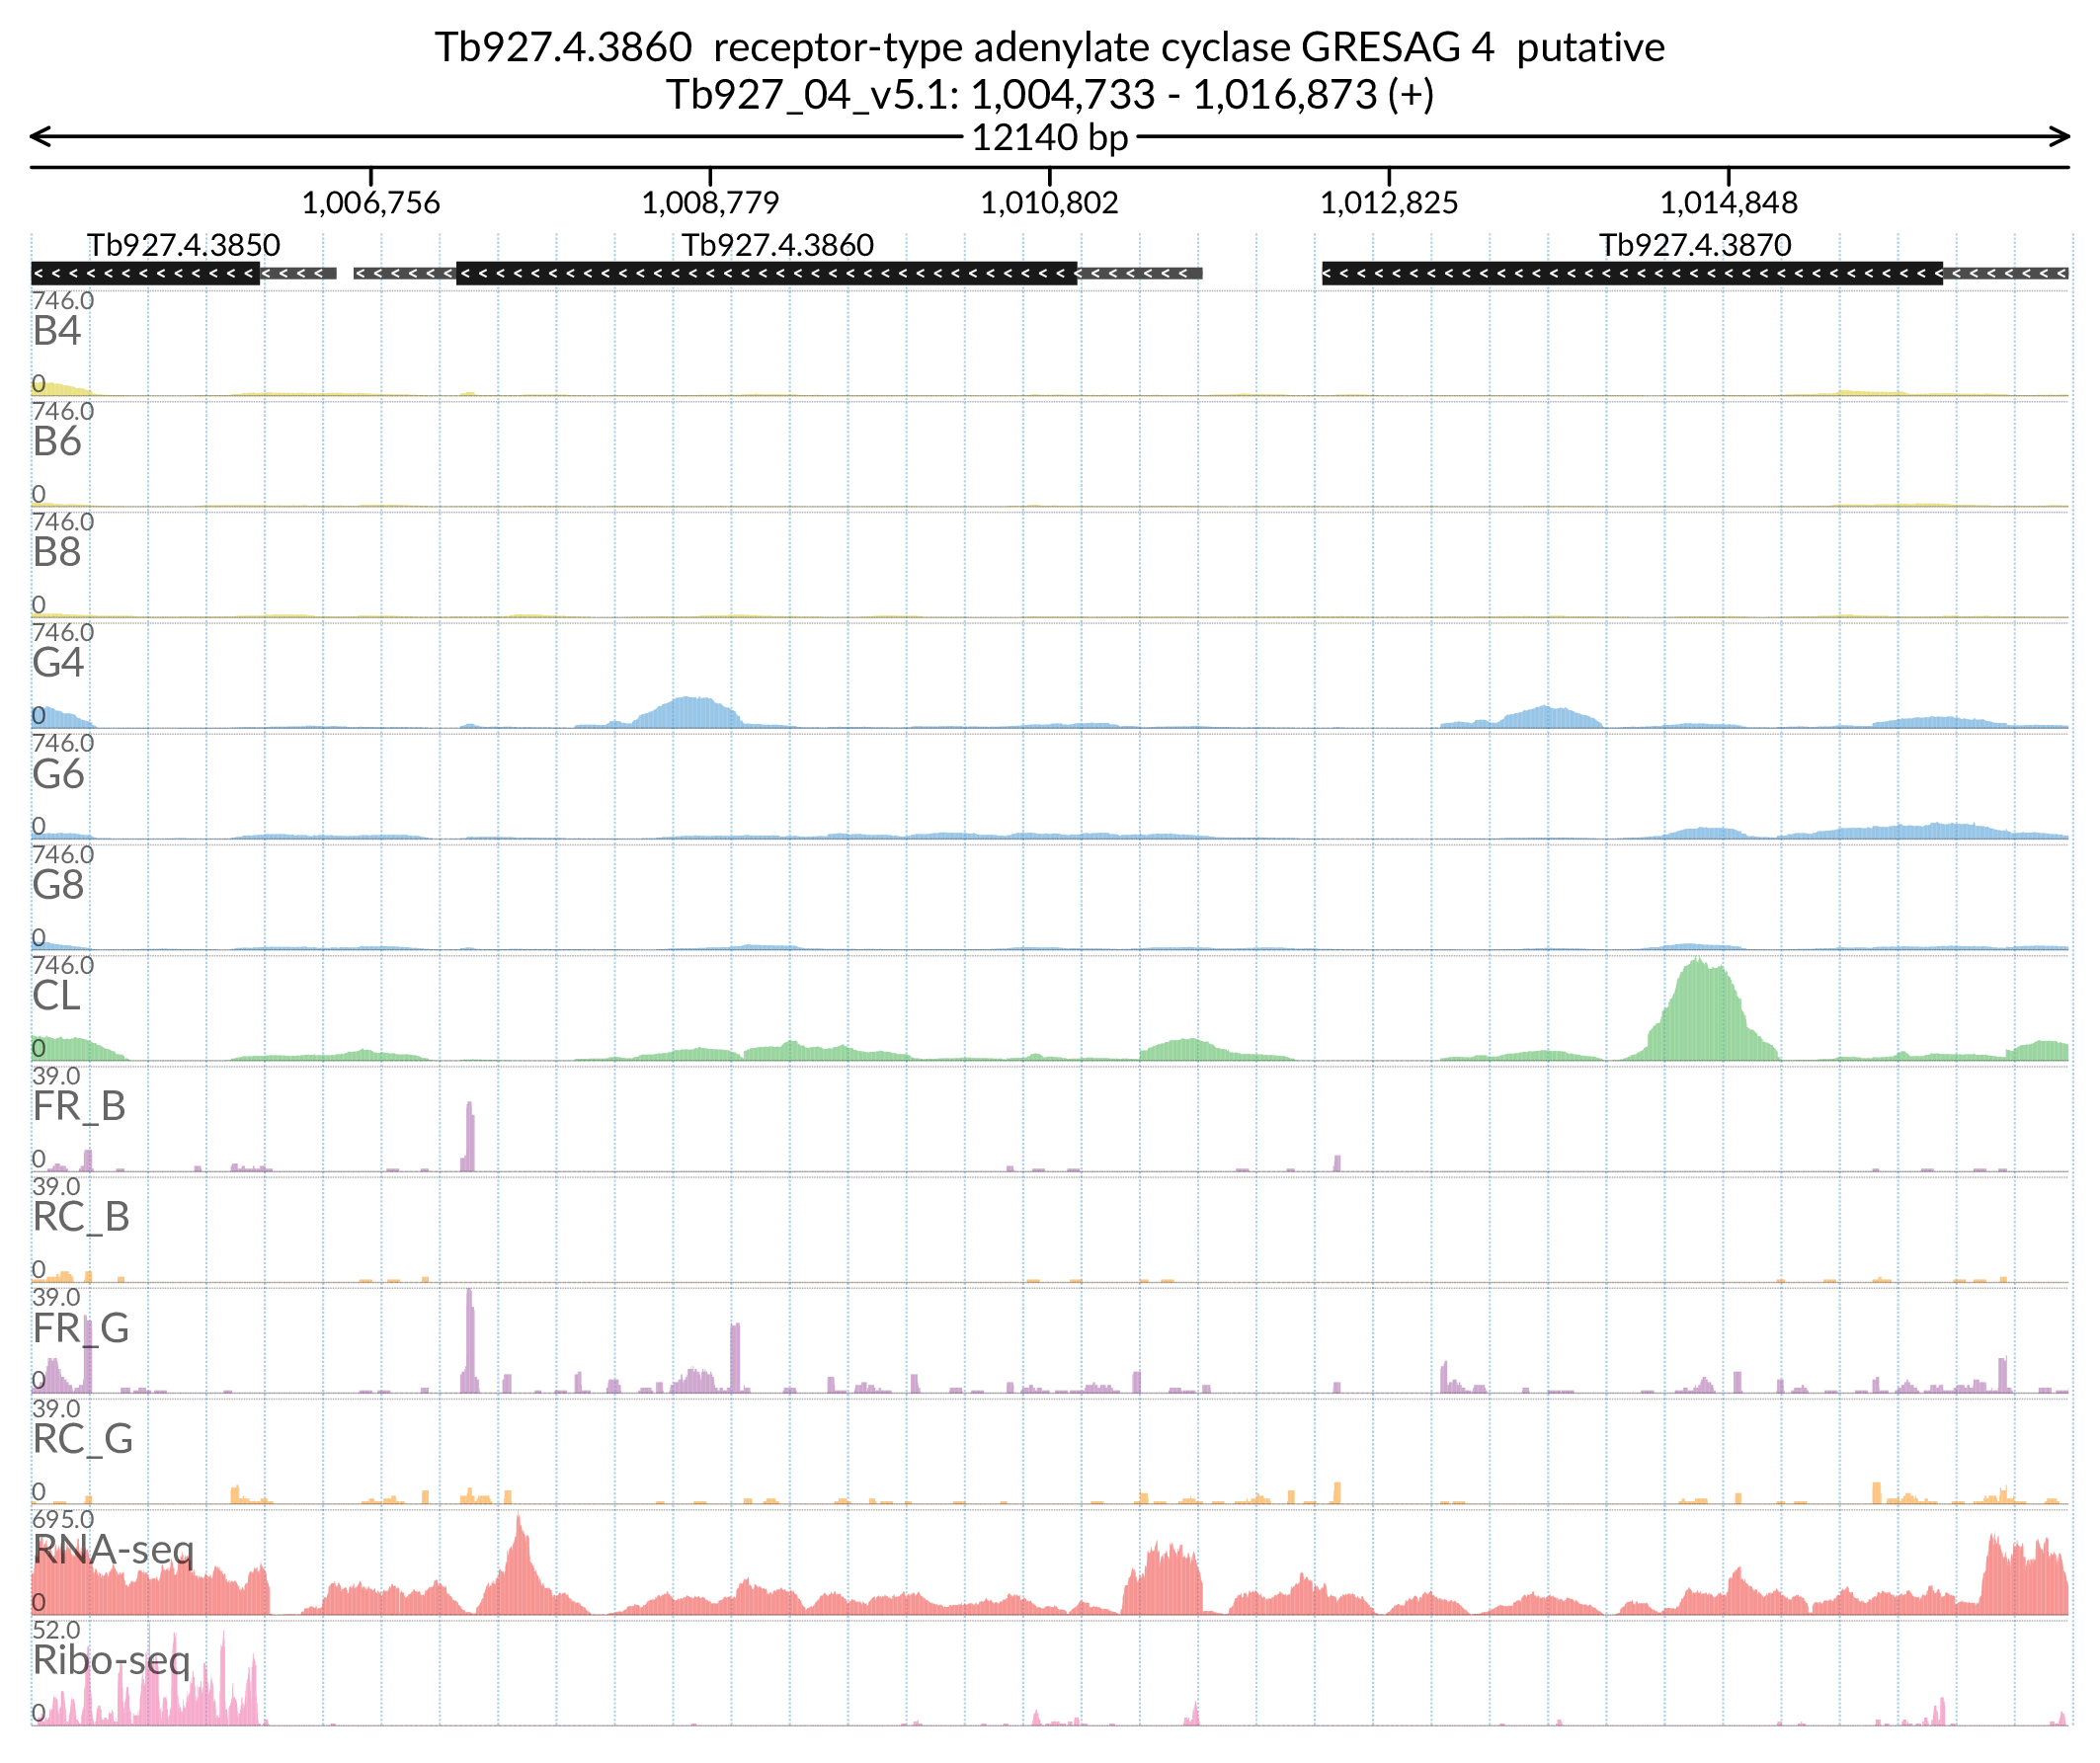 Tb927.4.3860 receptor-type adenylate cyclase GRESAG 4 putative
Tb927_04_v5.1: 1,004,733 - 1,016,873 (+)
12140 bp
1,006,756 1,008,779 1,010,802 1,012,825 1,014,848
Tb927.4.3850 Tb927.4.3860 Tb927.4.3870
746.0
B4
0
746.0
B6
0
746.0
B8
0
746.0
G4
0
746.0
G6
0
746.0
G8
0
746.0
CL
0
39.0
FR_B
0
39.0
RC_B
0
39.0
FR_G
0
39.0
RC_G
0
695.0
RNA-seq
0
52.0
Ribo-seq
0